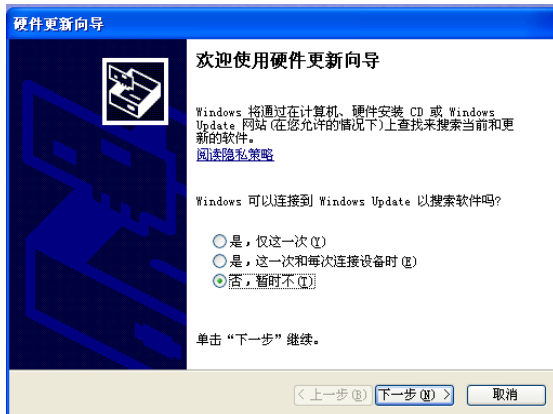 硬件更新向导
欢迎使用硬件更新向导
Windows 将通过在计算机、硬件安装 CD 或 Windows
Update 网站(在您允许的情况下)上查找来搜索当前和更
新的软件。
阅读隐私策略
Windows 可以连接到 Windows Update 以搜索软件吗?
是，仅这一次(Y)
是，这一次和每次连接设备时(E)
否，暂时不(T)
单击“下一步”继续。
< 上一步(B) 下一步(N) > 取消